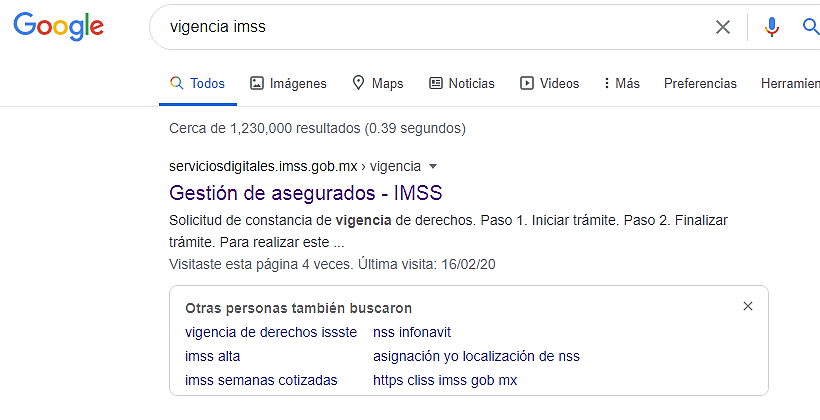 Google
vigencia imss
Todos Imágenes Maps Noticias Videos Más Preferencias Herramien
Cerca de 1,230,000 resultados (0.39 segundos)
serviciosdigitales.imss.gob.mx › vigencia
Gestión de asegurados - IMSS
Solicitud de constancia de vigencia de derechos. Paso 1. Iniciar trámite. Paso 2. Finalizar
trámite. Para realizar este ...
Visitaste esta página 4 veces. Última visita: 16/02/20
Otras personas también buscaron
vigencia de derechos issste nss infonavit
imss alta asignación yo localización de nss
imss semanas cotizadas https cliss imss gob mx